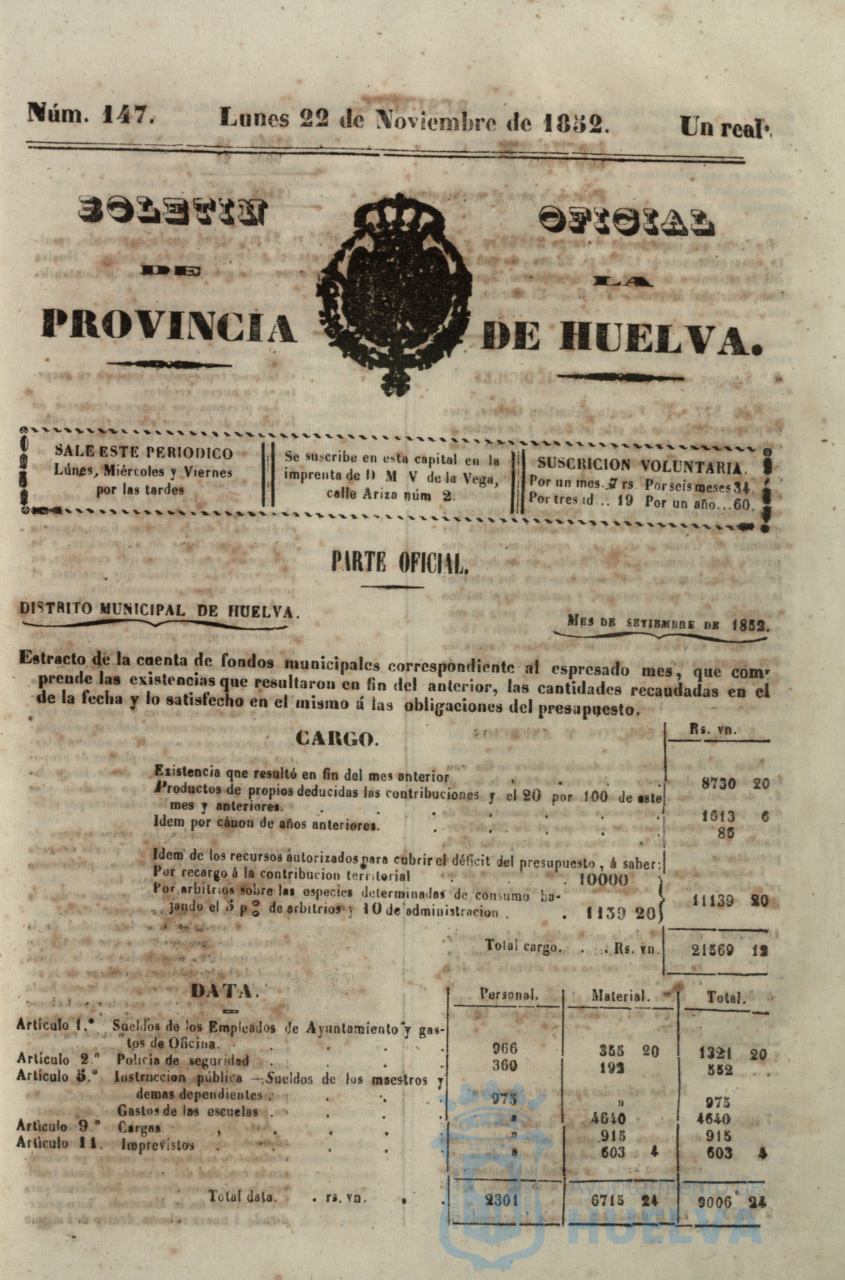 Núm. 147. Lunes 22 de Noviembre de 1852. Un real.
BOLETIN OFICIAL
DE LA
PROVINCIA DE HUELVA.
SALE ESTE PERIODICO
Lúnes, Miércoles y Viernes
por las tardes
Se suscribe en esta capital en la
imprenta de D M V de la Vega,
calle Ariza núm 2.
SUSCRICION VOLUNTARIA.
Por un mes. 7 rs Por seis meses 34.
Por tres id... 19 Por un año...60.
PARTE OFICIAL.
DISTRITO MUNICIPAL DE HUELVA. MES DE SETIEMBRE DE 1852.
Estracto de la cuenta de fondos municipales correspondiente al espresado mes, que com-
prende las existencias que resultaron en fin del anterior, las cantidades recaudadas en el
de la fecha y lo satisfecho en el mismo á las obligaciones del presupuesto.
CARGO. Rs. vn.
Existencia que resultó en fin del mes anterior . . . . 8730 20
Productos de propios deducidas las contribuciones y el 20 por 100 de este
mes y anteriores. . . . . . 1613 6
Idem por cánon de años anteriores. . . . . 86
Idem de los recursos autorizados para cubrir el déficit del presupuesto, á saber:
Por recargo á la contribucion territorial . . 10000
Por arbitrios sobre las especies determinadas de consumo ba-
jando el 5 p% de arbitrios y 10 de administracion . . 1139 20 11139 20
Total cargo. . . . Rs. vn. 21569 12
DATA. Personal. Material. Total.
Artículo 1.º Sueldos de los Empleados de Ayuntamiento y gas-
tos de Oficina. . . . . 966 355 20 1321 20
Artículo 2º Policía de seguridad . . . . 360 192 552
Artículo 5.º Instruccion pública —Sueldos de los maestros y
demas dependientes . . . . 975 » 975
Gastos de las escuelas . . . . » 4640 4640
Artículo 9º Cargas , . . . » 915 915
Artículo 11. Imprevistos . . . . » 603 4 603 4
Total data. . rs. vn. . . 2301 6715 24 9006 24
HUELVA